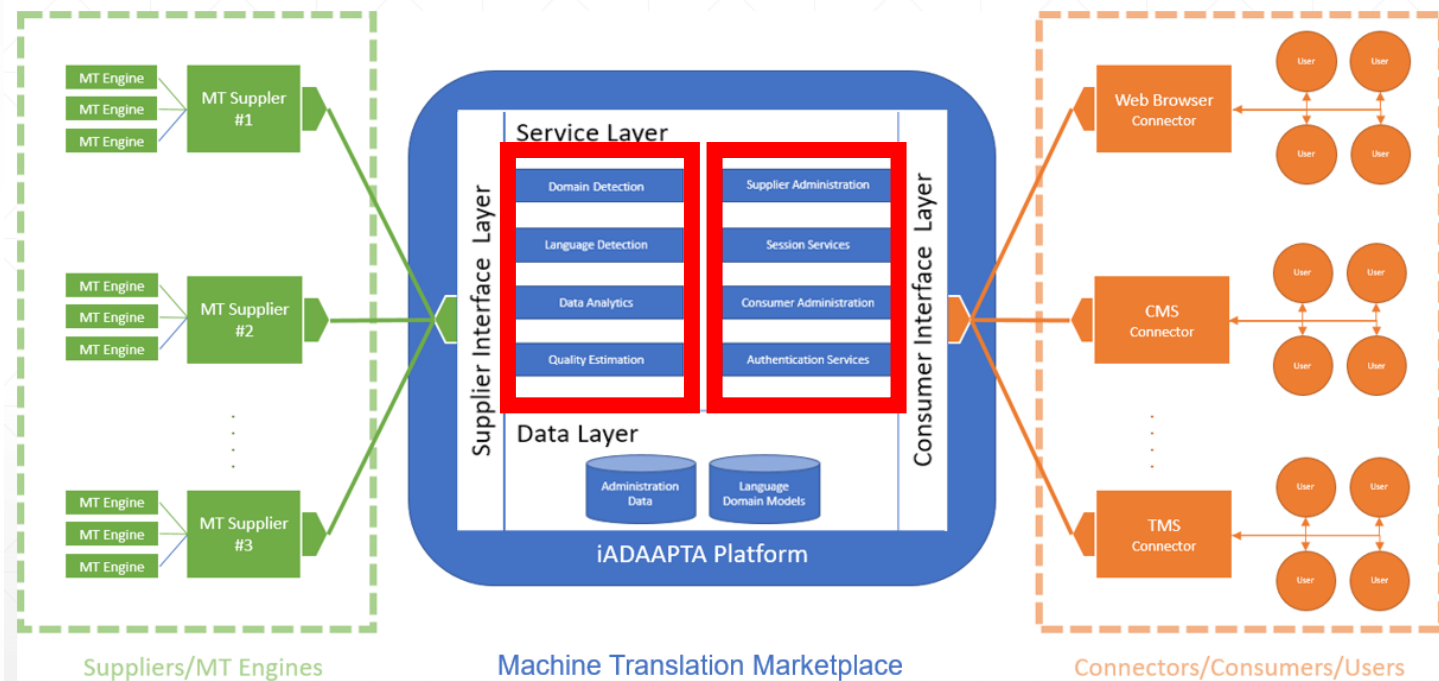 MT Engine
MT Engine
MT Engine
MT Suppler
#1
MT Engine
MT Engine
MT Engine
MT Supplier
#2
MT Engine
MT Engine
MT Engine
MT Supplier
#3
Suppliers/MT Engines
Supplier Interface Layer
Service Layer
Domain Detection
Language Detection
Data Analytics
Quality Estimation
Supplier Administration
Session Services
Consumer Administration
Authentication Services
Data Layer
Administration
Data
Language
Domain Models
Consumer Interface Layer
iADAAPTA Platform
Machine Translation Marketplace
Web Browser
Connector
User
User
User
User
CMS
Connector
User
User
User
User
TMS
Connector
User
User
User
User
Connectors/Consumers/Users